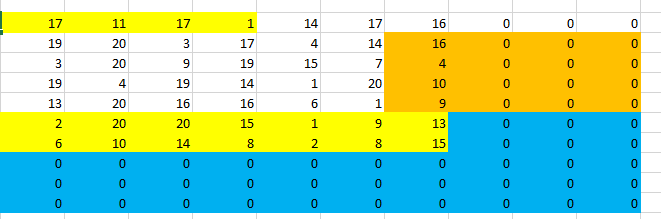 17 11 17 1 14 17 16 0 0 0
19 20 3 17 4 14 16 0 0 0
3 20 9 19 15 7 4 0 0 0
19 4 19 14 1 20 10 0 0 0
13 20 16 16 6 1 9 0 0 0
2 20 20 15 1 9 13 0 0 0
6 10 14 8 2 8 15 0 0 0
0 0 0 0 0 0 0 0 0 0
0 0 0 0 0 0 0 0 0 0
0 0 0 0 0 0 0 0 0 0